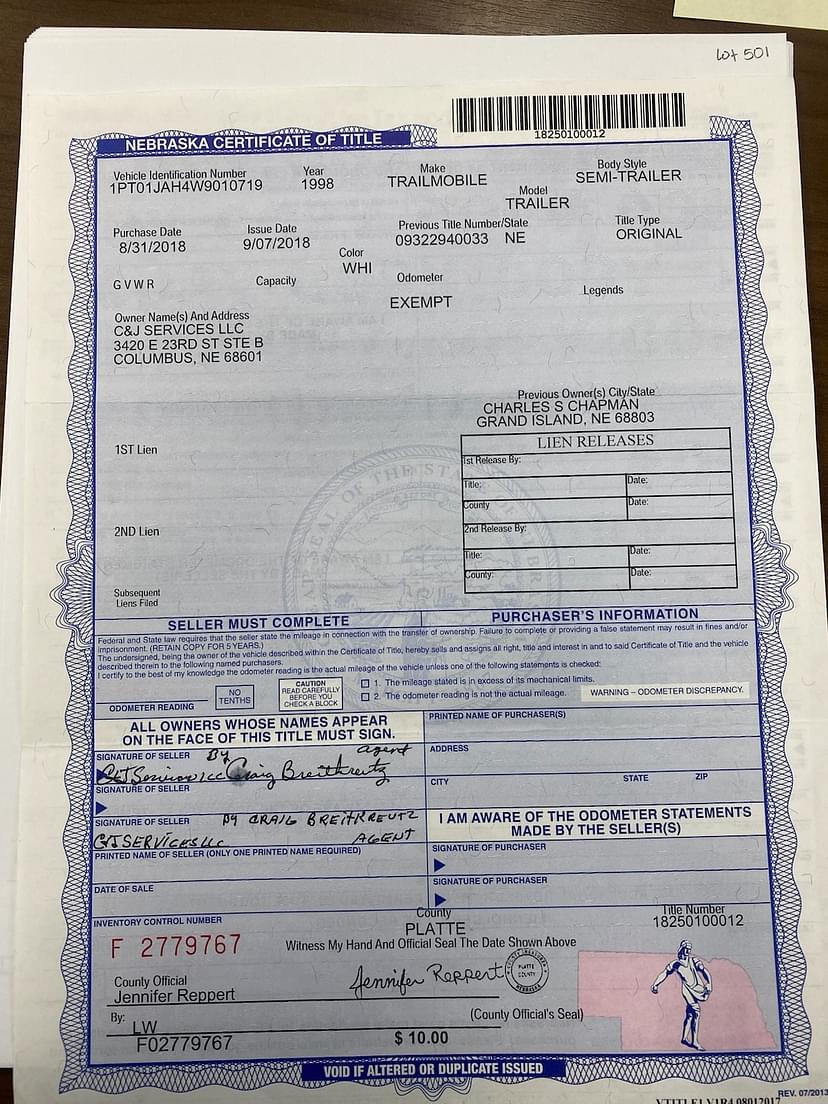 Lot 501
18250100012
NEBRASKA CERTIFICATE OF TITLE
Vehicle Identification Number Year Make Body Style
1PT01JAH4W9010719 1998 TRAILMOBILE SEMI-TRAILER
Model
TRAILER
Purchase Date Issue Date Previous Title Number/State Title Type
8/31/2018 9/07/2018 09322940033 NE ORIGINAL
Color
WHI
GVWR Capacity Odometer Legends
EXEMPT
Owner Name(s) And Address
C&J SERVICES LLC
3420 E 23RD ST STE B
COLUMBUS, NE 68601
Previous Owner(s) City/State
CHARLES S CHAPMAN
GRAND ISLAND, NE 68803
LIEN RELEASES
1ST Lien
1st Release By:
Title: Date:
County Date:
2ND Lien
2nd Release By:
Title: Date:
County: Date:
Subsequent
Liens Filed
SELLER MUST COMPLETE PURCHASER'S INFORMATION
Federal and State law requires that the seller state the mileage in connection with the transfer of ownership. Failure to complete or providing a false statement may result in fines and/or
imprisonment. (RETAIN COPY FOR 5 YEARS.)
The undersigned, being the owner of the vehicle described within the Certificate of Title, hereby sells and assigns all right, title and interest in and to said Certificate of Title and the vehicle
described therein to the following named purchasers.
I certify to the best of my knowledge the odometer reading is the actual mileage of the vehicle unless one of the following statements is checked:
ODOMETER READING
NO
TENTHS
CAUTION
READ CAREFULLY
BEFORE YOU
CHECK A BLOCK
1. The mileage stated is in excess of its mechanical limits.
2. The odometer reading is not the actual mileage.
WARNING – ODOMETER DISCREPANCY.
ALL OWNERS WHOSE NAMES APPEAR
ON THE FACE OF THIS TITLE MUST SIGN.
PRINTED NAME OF PURCHASER(S)
SIGNATURE OF SELLER By agent
C&J Services LLC Craig Breithreutz
ADDRESS
SIGNATURE OF SELLER
CITY STATE ZIP
SIGNATURE OF SELLER BY CRAIG BREITHREUTZ
C&J SERVICES LLC AGENT
PRINTED NAME OF SELLER (ONLY ONE PRINTED NAME REQUIRED)
I AM AWARE OF THE ODOMETER STATEMENTS
MADE BY THE SELLER(S)
SIGNATURE OF PURCHASER
DATE OF SALE
SIGNATURE OF PURCHASER
INVENTORY CONTROL NUMBER County Title Number
F 2779767 PLATTE 18250100012
Witness My Hand And Official Seal The Date Shown Above
County Official
Jennifer Reppert Jennifer Reppert
PLATTE
COUNTY
NEBRASKA
By: LW (County Official's Seal)
F02779767 $ 10.00
VOID IF ALTERED OR DUPLICATE ISSUED
REV. 07/2013
VTITLE1 V1R4 08012017